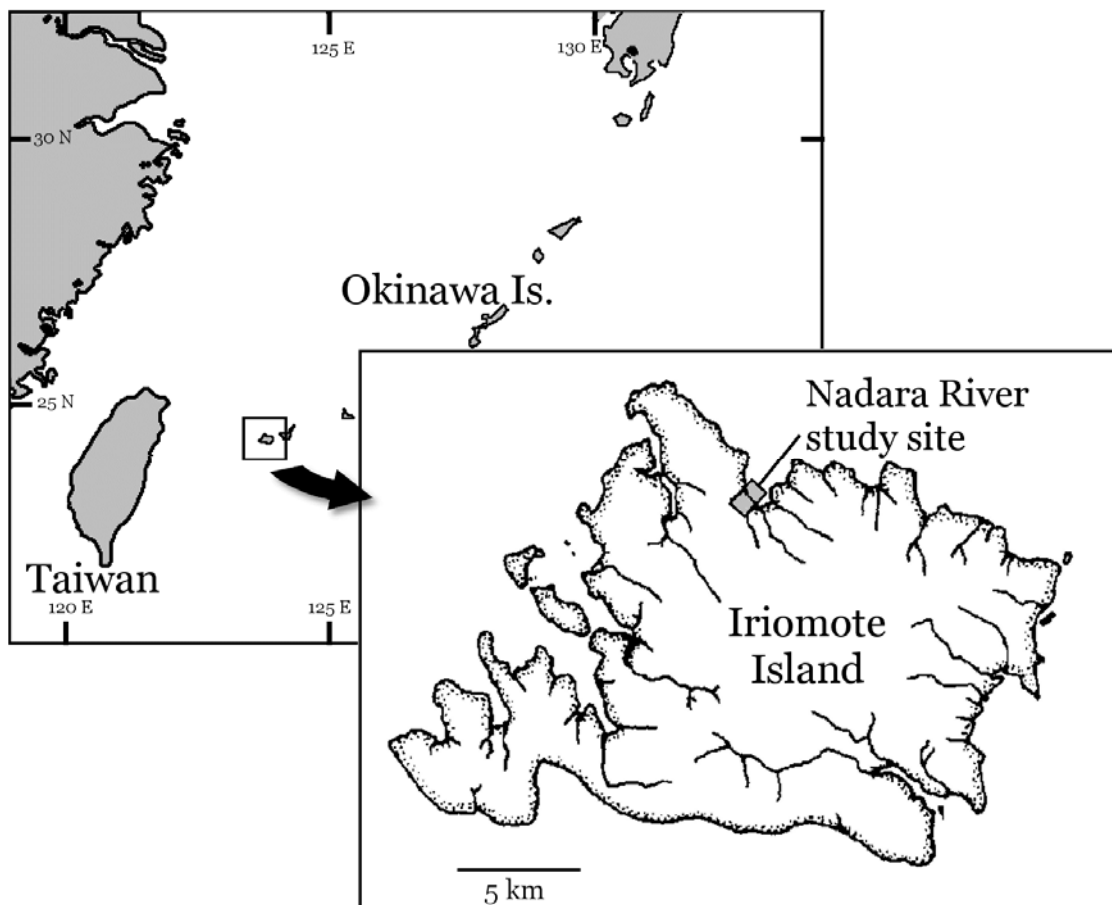 125 E
130 E
30 N
Okinawa Is.
25 N
Taiwan
120 E
125 E
Nadara River
study site
Iriomote
Island
5 km